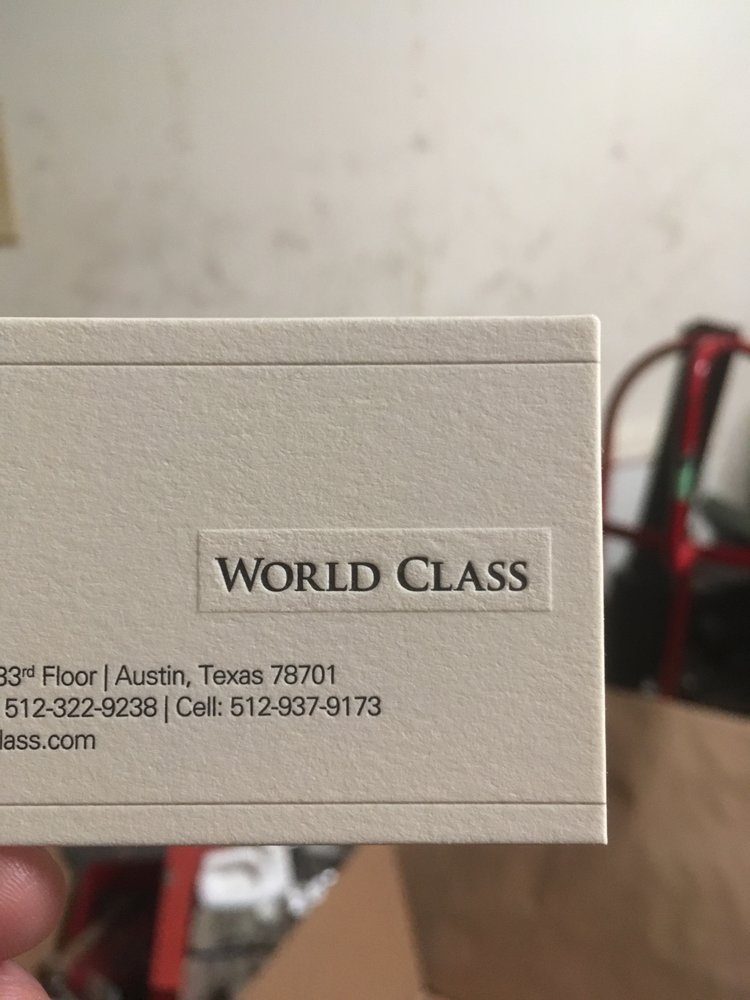 WORLD CLASS
33rd Floor | Austin, Texas 78701
512-322-9238 | Cell: 512-937-9173
lass.com